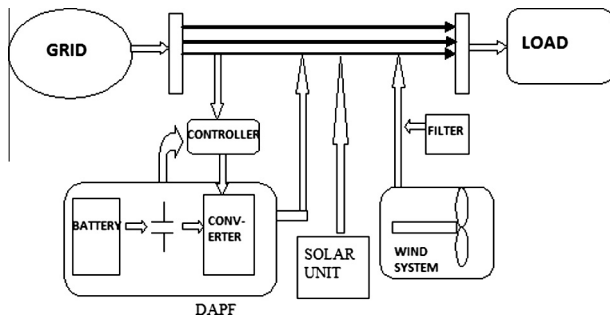 GRID
LOAD
CONTROLLER
FILTER
BATTERY
CONV-
ERTER
SOLAR
UNIT
WIND
SYSTEM
DAPF